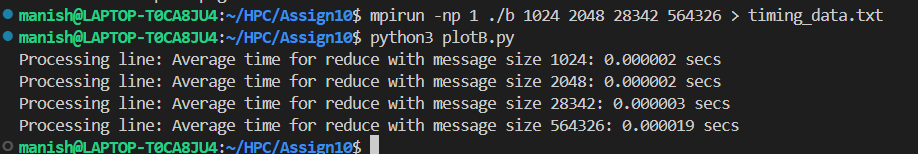 manish@LAPTOP-T0CA8JU4:~/HPC/Assign10$ mpirun -np 1 ./b 1024 2048 28342 564326 > timing_data.txt
manish@LAPTOP-T0CA8JU4:~/HPC/Assign10$ python3 plotB.py
Processing line: Average time for reduce with message size 1024: 0.000002 secs
Processing line: Average time for reduce with message size 2048: 0.000002 secs
Processing line: Average time for reduce with message size 28342: 0.000003 secs
Processing line: Average time for reduce with message size 564326: 0.000019 secs
manish@LAPTOP-T0CA8JU4:~/HPC/Assign10$